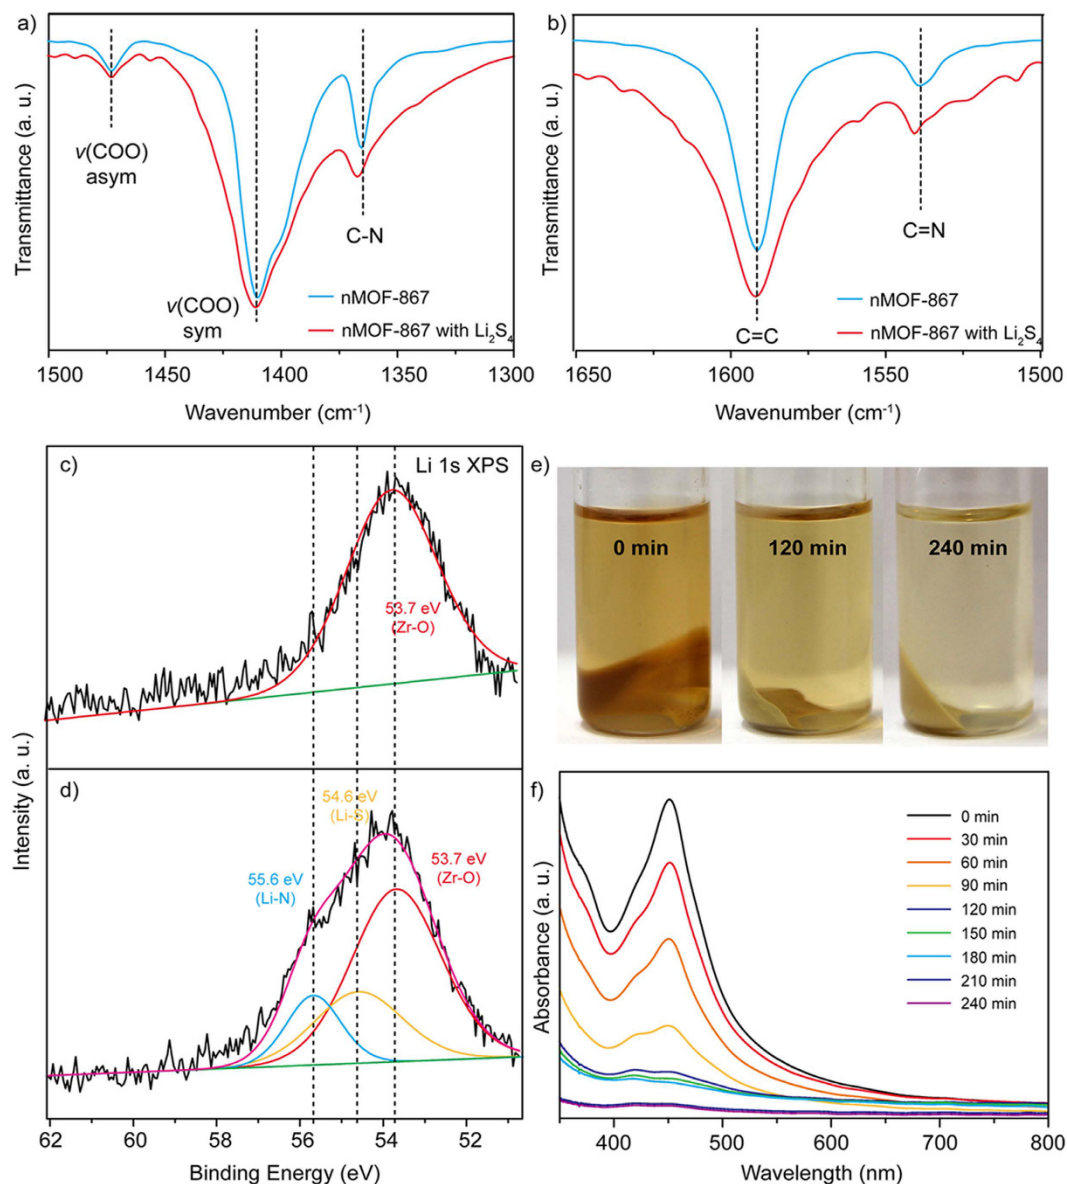 a)
Transmittance (a. u.)
ν(COO)
asym
C-N
ν(COO)
sym
nMOF-867
nMOF-867 with Li₂S₄
1500
1450
1400
1350
1300
Wavenumber (cm⁻¹)
b)
Transmittance (a. u.)
C=N
nMOF-867
nMOF-867 with Li₂S₄
C=C
1650
1600
1550
1500
Wavenumber (cm⁻¹)
c)
Li 1s XPS
53.7 eV
(Zr-O)
Intensity (a. u.)
d)
54.6 eV
(Li-S)
55.6 eV
(Li-N)
53.7 eV
(Zr-O)
62
60
58
56
54
52
Binding Energy (eV)
e)
0 min
120 min
240 min
f)
Absorbance (a. u.)
0 min
30 min
60 min
90 min
120 min
150 min
180 min
210 min
240 min
400
500
600
700
800
Wavelength (nm)